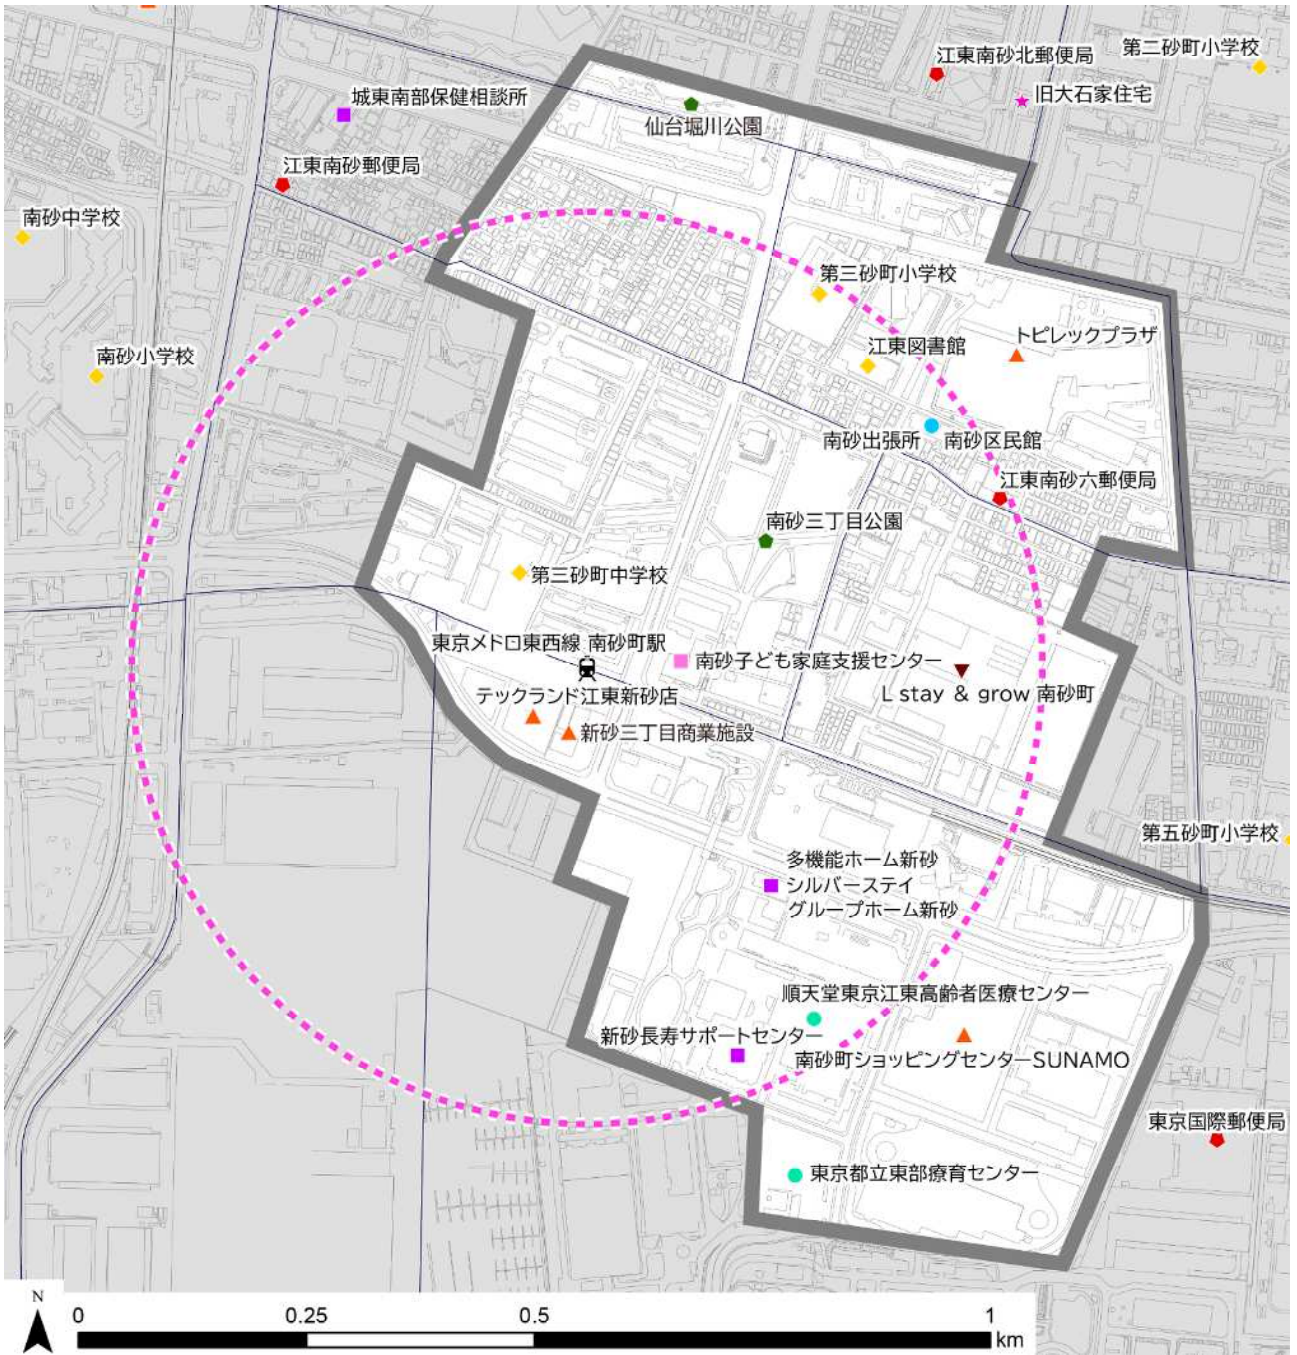 江東南砂北郵便局
第二砂町小学校
旧大石家住宅
城東南部保健相談所
仙台堀川公園
江東南砂郵便局
南砂中学校
第三砂町小学校
トピレックプラザ
南砂小学校
江東図書館
南砂出張所
南砂区民館
江東南砂六郵便局
南砂三丁目公園
第三砂町中学校
東京メトロ東西線 南砂町駅
南砂子ども家庭支援センター
テックランド江東新砂店
L stay & grow 南砂町
新砂三丁目商業施設
第五砂町小学校
多機能ホーム新砂
シルバーステイ
グループホーム新砂
順天堂東京江東高齢者医療センター
新砂長寿サポートセンター
南砂町ショッピングセンターSUNAMO
東京国際郵便局
東京都立東部療育センター
N
0 0.25 0.5 1
km